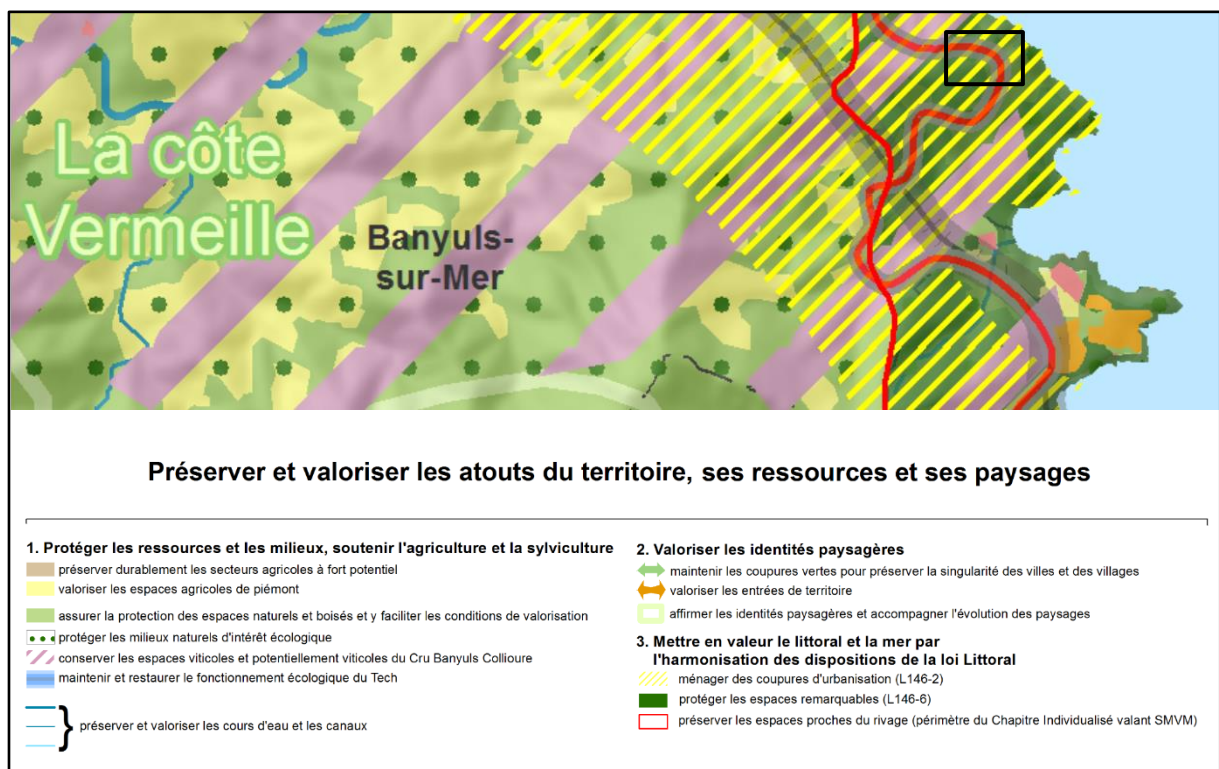 La côte
Vermeille
Banyuls-
sur-Mer
Préserver et valoriser les atouts du territoire, ses ressources et ses paysages
1. Protéger les ressources et les milieux, soutenir l'agriculture et la sylviculture
préserver durablement les secteurs agricoles à fort potentiel
valoriser les espaces agricoles de piémont
assurer la protection des espaces naturels et boisés et y faciliter les conditions de valorisation
protéger les milieux naturels d'intérêt écologique
conserver les espaces viticoles et potentiellement viticoles du Cru Banyuls Collioure
maintenir et restaurer le fonctionnement écologique du Tech
préserver et valoriser les cours d'eau et les canaux
2. Valoriser les identités paysagères
maintenir les coupures vertes pour préserver la singularité des villes et des villages
valoriser les entrées de territoire
affirmer les identités paysagères et accompagner l'évolution des paysages
3. Mettre en valeur le littoral et la mer par
l'harmonisation des dispositions de la loi Littoral
ménager des coupures d'urbanisation (L146-2)
protéger les espaces remarquables (L146-6)
préserver les espaces proches du rivage (périmètre du Chapitre Individualisé valant SMVM)